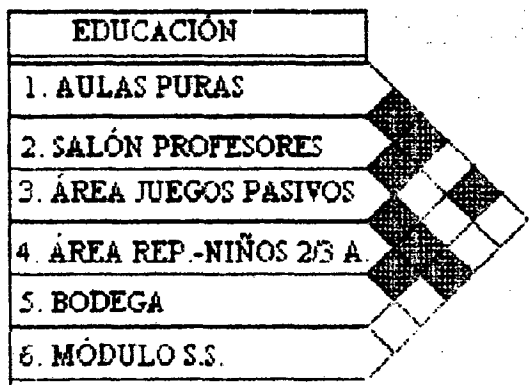 EDUCACIÓN
1. AULAS PURAS
2. SALÓN PROFESORES
3. ÁREA JUEGOS PASIVOS
4. ÁREA REP.-NIÑOS 2/3 A.
5. BODEGA
6. MÓDULO S.S.